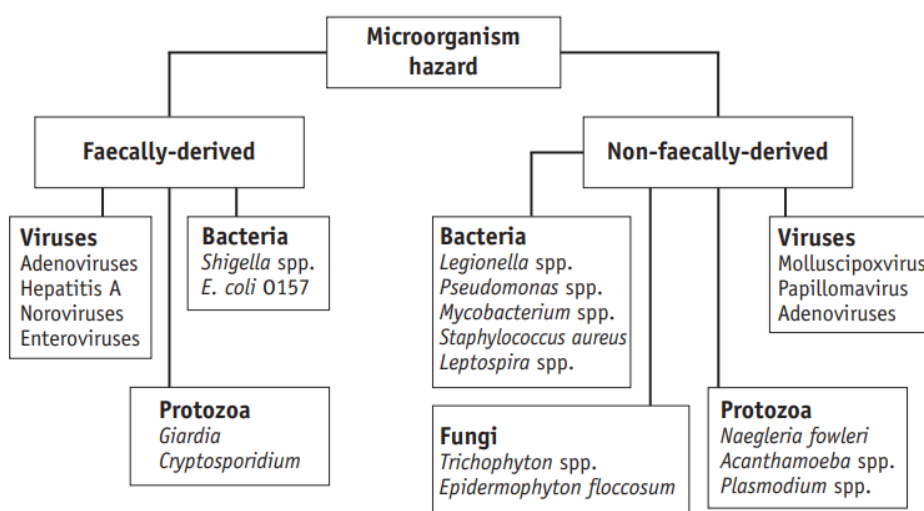 Microorganism
hazard
Faecally-derived
Non-faecally-derived
Viruses
Adenoviruses
Hepatitis A
Noroviruses
Enteroviruses
Bacteria
Shigella spp.
E. coli O157
Protozoa
Giardia
Cryptosporidium
Bacteria
Legionella spp.
Pseudomonas spp.
Mycobacterium spp.
Staphylococcus aureus
Leptospira spp.
Viruses
Molluscipoxvirus
Papillomavirus
Adenoviruses
Fungi
Trichophyton spp.
Epidermophyton floccosum
Protozoa
Naegleria fowleri
Acanthamoeba spp.
Plasmodium spp.